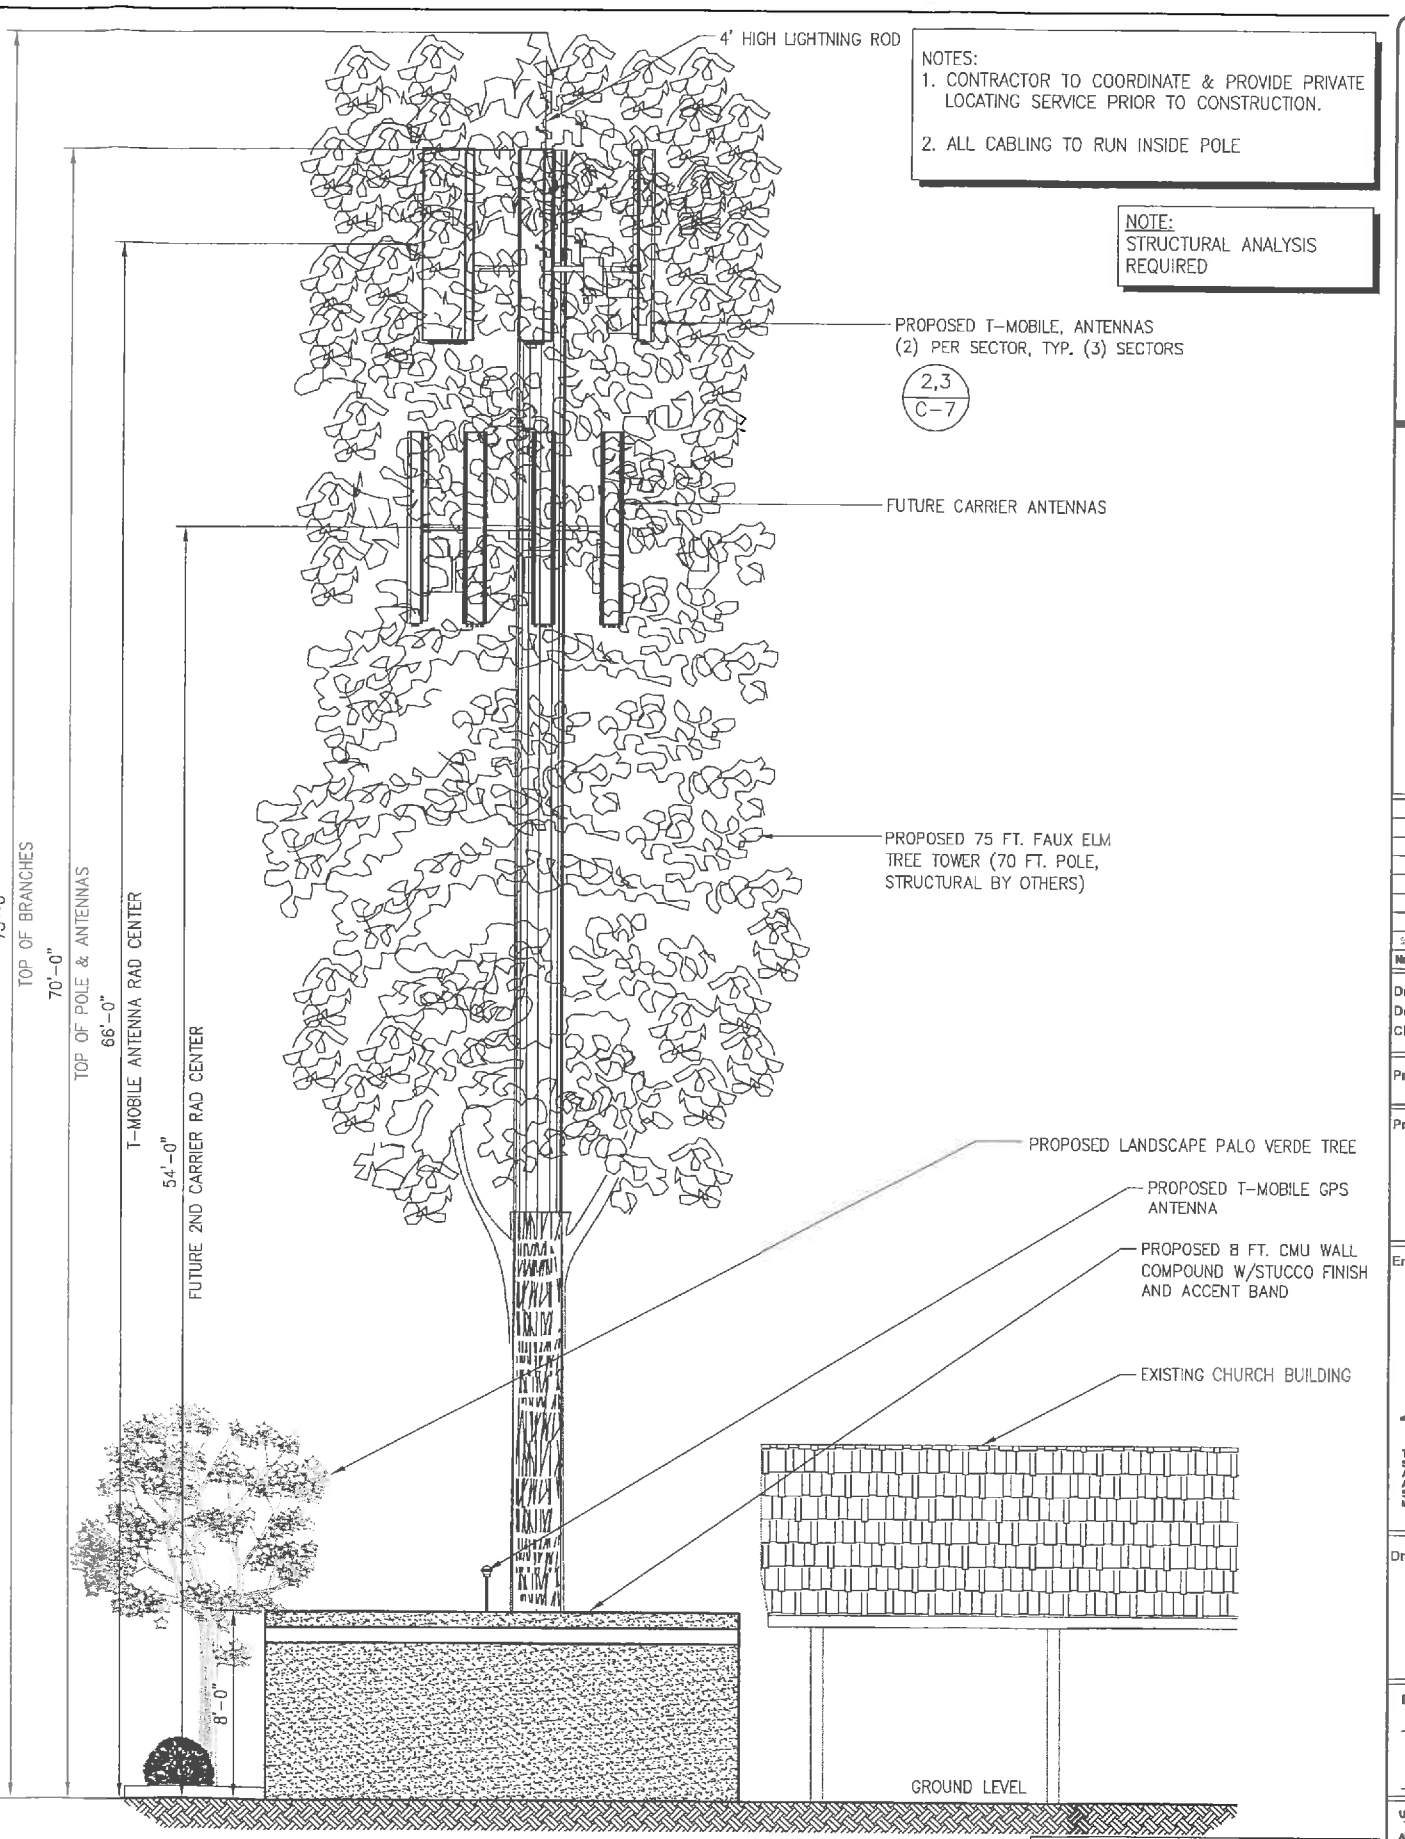 4' HIGH LIGHTNING ROD
NOTES:
1. CONTRACTOR TO COORDINATE & PROVIDE PRIVATE
LOCATING SERVICE PRIOR TO CONSTRUCTION.
2. ALL CABLING TO RUN INSIDE POLE
NOTE:
STRUCTURAL ANALYSIS
REQUIRED
PROPOSED T-MOBILE, ANTENNAS
(2) PER SECTOR, TYP. (3) SECTORS
2,3
C-7
FUTURE CARRIER ANTENNAS
PROPOSED 75 FT. FAUX ELM
TREE TOWER (70 FT. POLE,
STRUCTURAL BY OTHERS)
TOP OF BRANCHES
70'-0"
TOP OF POLE & ANTENNAS
66'-0"
T-MOBILE ANTENNA RAD CENTER
54'-0"
FUTURE 2ND CARRIER RAD CENTER
PROPOSED LANDSCAPE PALO VERDE TREE
PROPOSED T-MOBILE GPS
ANTENNA
PROPOSED 8 FT. CMU WALL
COMPOUND W/STUCCO FINISH
AND ACCENT BAND
EXISTING CHURCH BUILDING
8'-0"
GROUND LEVEL